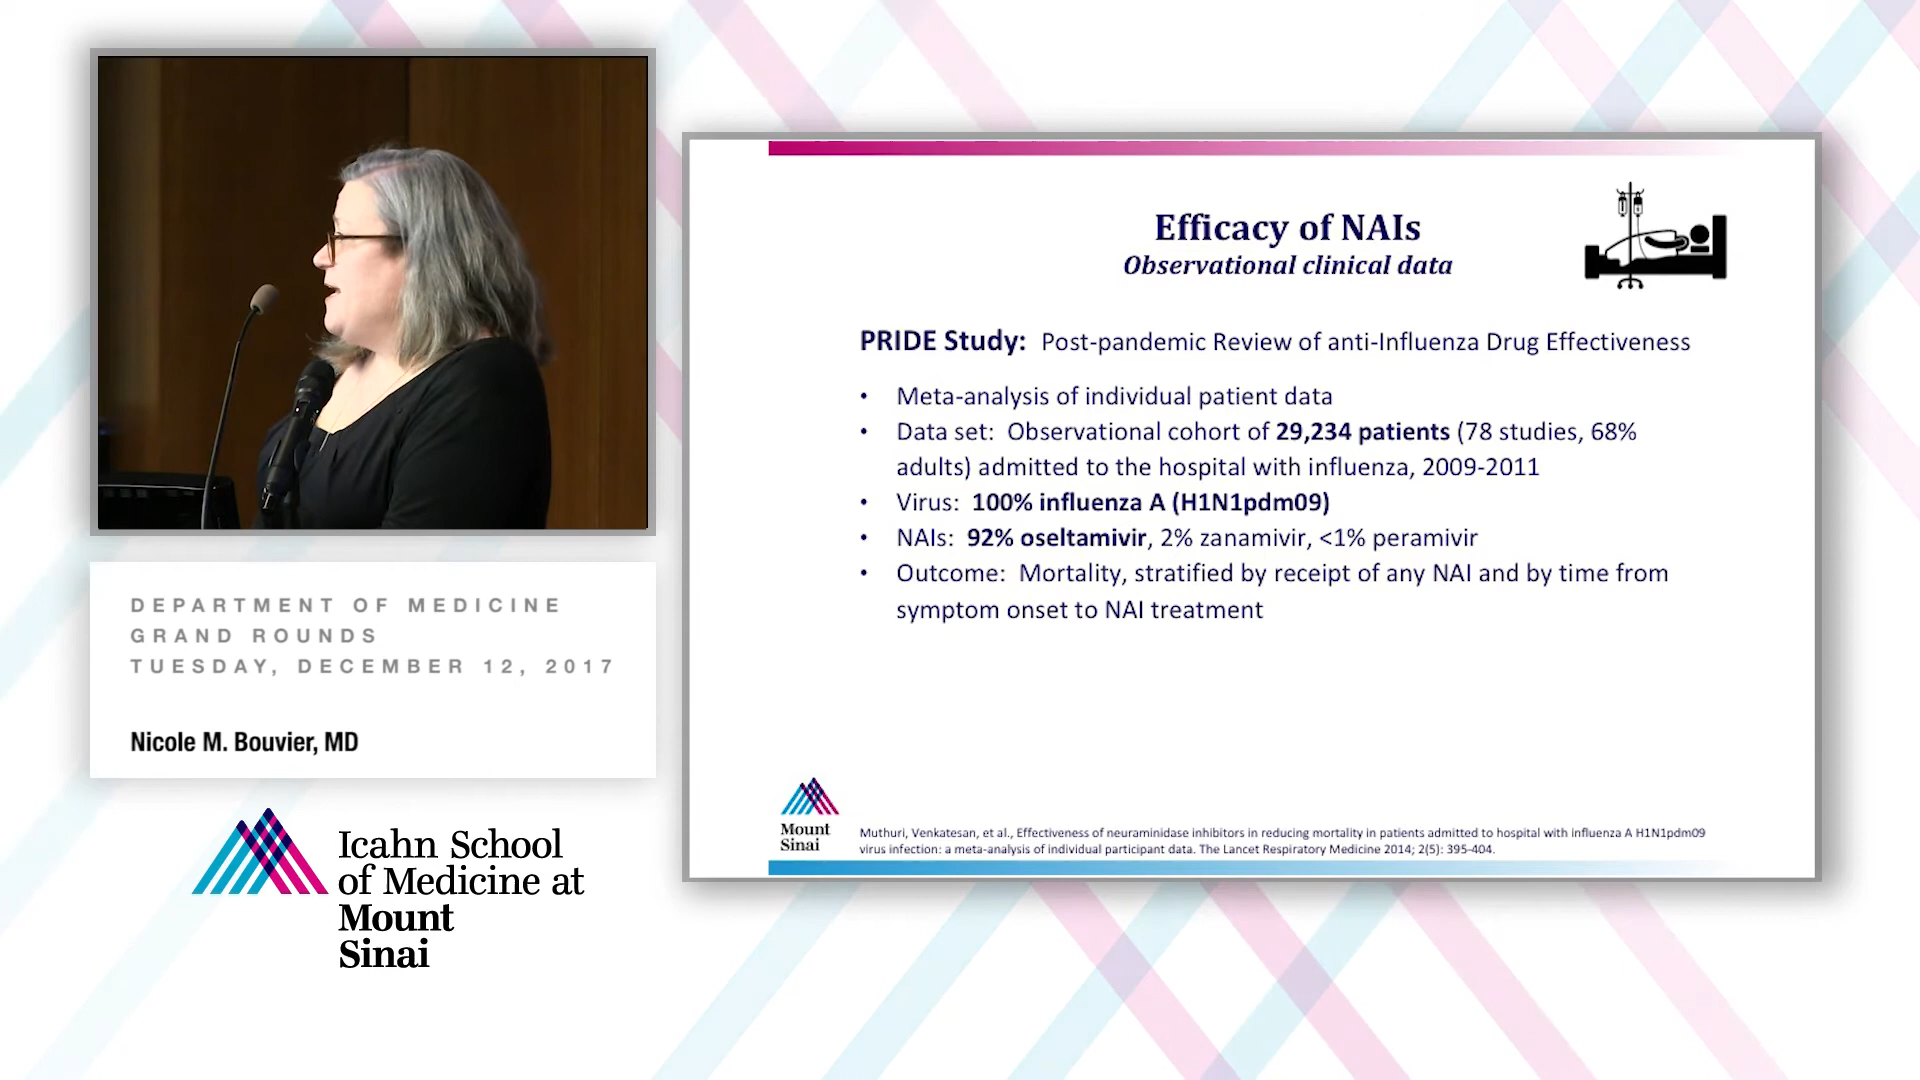 DEPARTMENT OF MEDICINE
GRAND ROUNDS
TUESDAY, DECEMBER 12, 2017
Nicole M. Bouvier, MD
Icahn School
of Medicine at
Mount
Sinai
Efficacy of NAIs
Observational clinical data
PRIDE Study: Post-pandemic Review of anti-Influenza Drug Effectiveness
• Meta-analysis of individual patient data
• Data set: Observational cohort of 29,234 patients (78 studies, 68%
adults) admitted to the hospital with influenza, 2009-2011
• Virus: 100% influenza A (H1N1pdm09)
• NAIs: 92% oseltamivir, 2% zanamivir, <1% peramivir
• Outcome: Mortality, stratified by receipt of any NAI and by time from
symptom onset to NAI treatment
Mount
Sinai
Muthuri, Venkatesan, et al., Effectiveness of neuraminidase inhibitors in reducing mortality in patients admitted to hospital with influenza A H1N1pdm09
virus infection: a meta-analysis of individual participant data. The Lancet Respiratory Medicine 2014; 2(5): 395-404.